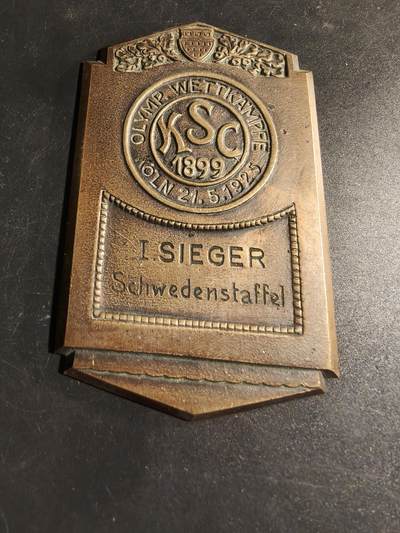 OLYMP. WETTKÄMPFE
KSC
1899
KÖLN 21.5.1925
I. SIEGER
Schwedenstaffel